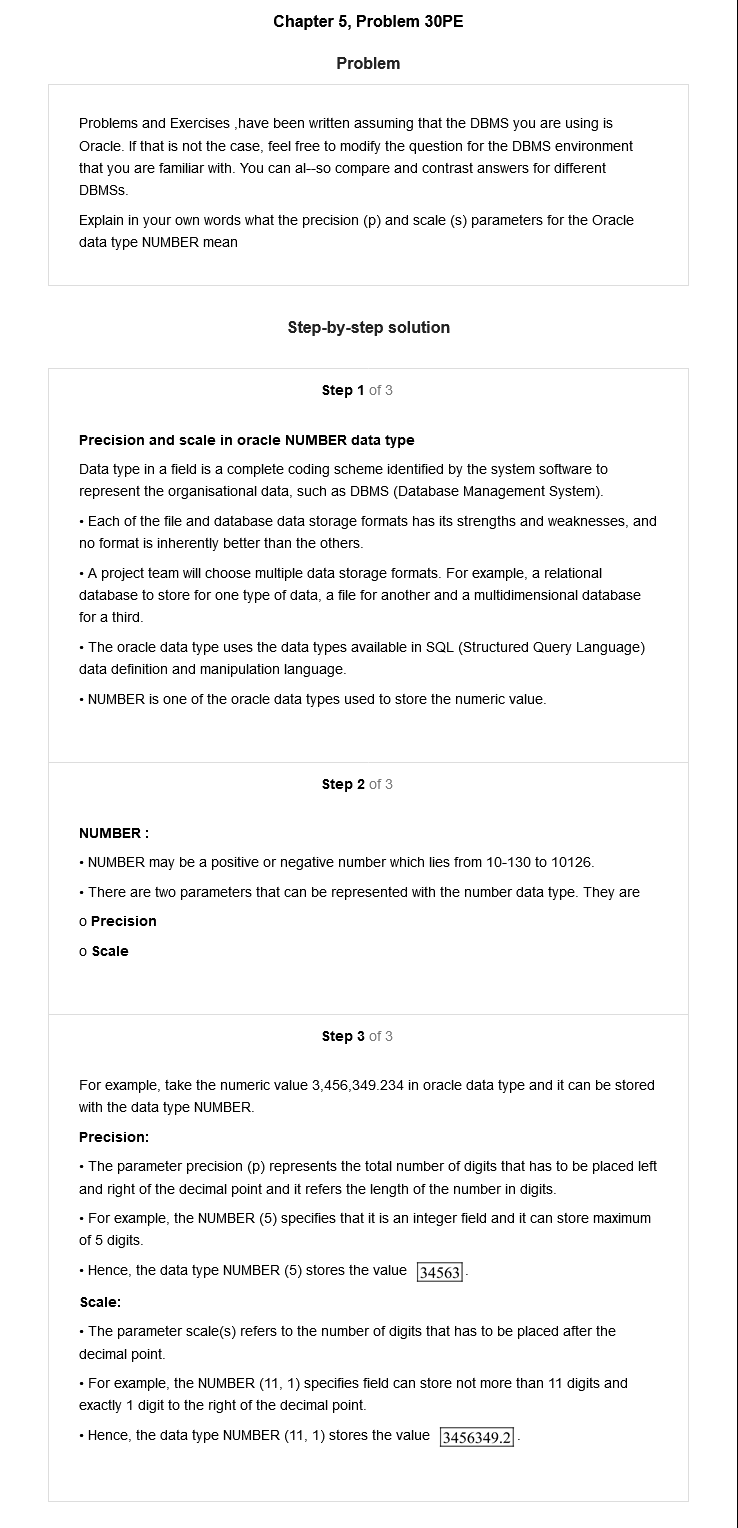 Chapter 5, Problem 30PE
Problem
Problems and Exercises ,have been written assuming that the DBMS you are using is
Oracle. If that is not the case, feel free to modify the question for the DBMS environment
that you are familiar with. You can al--so compare and contrast answers for different
DBMSs.
Explain in your own words what the precision (p) and scale (s) parameters for the Oracle
data type NUMBER mean
Step-by-step solution
Step 1 of 3
Precision and scale in oracle NUMBER data type
Data type in a field is a complete coding scheme identified by the system software to
represent the organisational data, such as DBMS (Database Management System).
• Each of the file and database data storage formats has its strengths and weaknesses, and
no format is inherently better than the others.
• A project team will choose multiple data storage formats. For example, a relational
database to store for one type of data, a file for another and a multidimensional database
for a third.
• The oracle data type uses the data types available in SQL (Structured Query Language)
data definition and manipulation language.
• NUMBER is one of the oracle data types used to store the numeric value.
Step 2 of 3
NUMBER :
• NUMBER may be a positive or negative number which lies from 10-130 to 10126.
• There are two parameters that can be represented with the number data type. They are
o Precision
o Scale
Step 3 of 3
For example, take the numeric value 3,456,349.234 in oracle data type and it can be stored
with the data type NUMBER.
Precision:
• The parameter precision (p) represents the total number of digits that has to be placed left
and right of the decimal point and it refers the length of the number in digits.
• For example, the NUMBER (5) specifies that it is an integer field and it can store maximum
of 5 digits.
• Hence, the data type NUMBER (5) stores the value 34563.
Scale:
• The parameter scale(s) refers to the number of digits that has to be placed after the
decimal point.
• For example, the NUMBER (11, 1) specifies field can store not more than 11 digits and
exactly 1 digit to the right of the decimal point.
• Hence, the data type NUMBER (11, 1) stores the value 3456349.2.